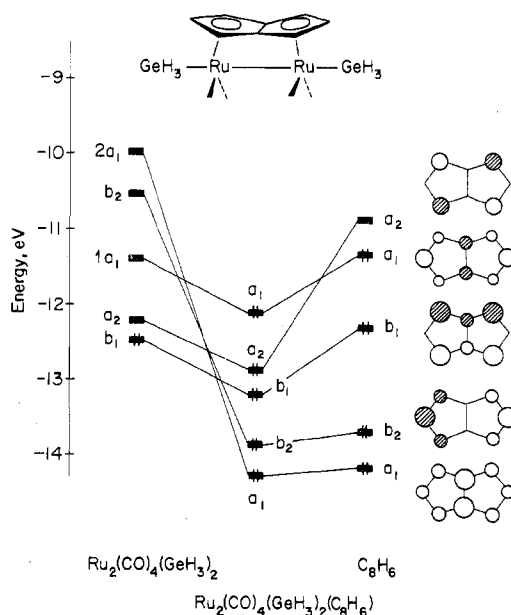 GeH₃ Ru Ru GeH₃
Energy, eV
-9
-10
-11
-12
-13
-14
2a₁
b₂
1a₁
a₂
b₁
a₁
a₂
b₁
b₂
a₁
a₂
a₁
b₁
b₂
a₁
Ru₂(CO)₄(GeH₃)₂ C₈H₆
Ru₂(CO)₄(GeH₃)₂(C₈H₆)